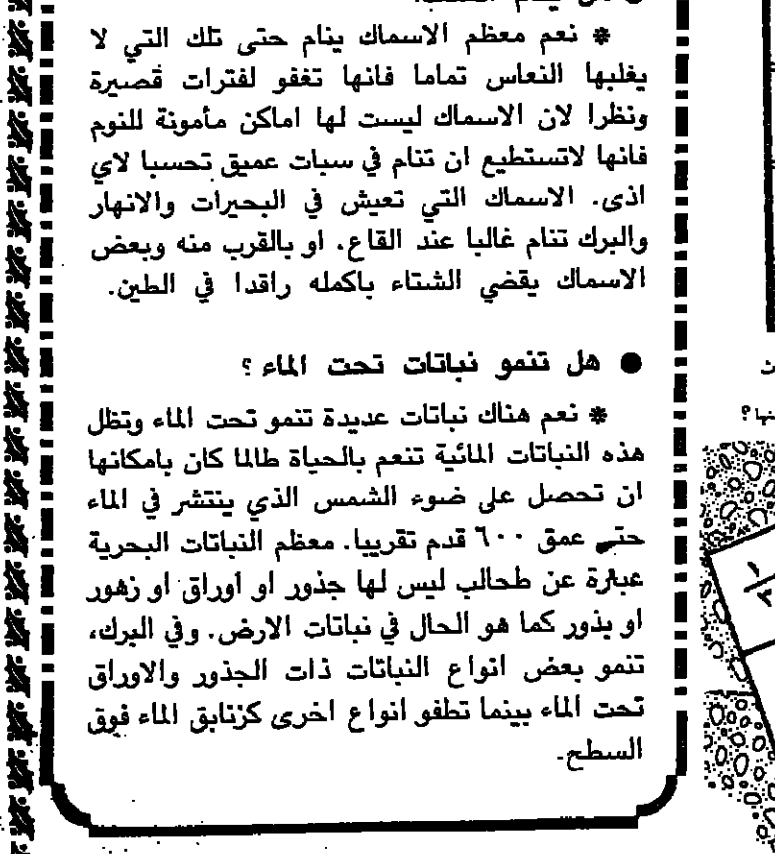 * نعم معظم الاسماك ينام حتى تلك التي لا
يغلبها النعاس تماما فانها تغفو لفترات قصيرة
ونظرا لان الاسماك ليست لها اماكن مأمونة للنوم
فانها لاتستطيع ان تنام في سبات عميق تحسبا لاي
اذى. الاسماك التي تعيش في البحيرات والانهار
والبرك تنام غالبا عند القاع. او بالقرب منه وبعض
الاسماك يقضي الشتاء باكمله راقدا في الطين.
● هل تنمو نباتات تحت الماء؟
* نعم هناك نباتات عديدة تنمو تحت الماء وتظل
هذه النباتات المائية تنعم بالحياة طالما كان بامكانها
ان تحصل على ضوء الشمس الذي ينتشر في الماء
حتى عمق ٦٠٠ قدم تقريبا. معظم النباتات البحرية
عبارة عن طحالب ليس لها جذور او اوراق او زهور
او بذور كما هو الحال في نباتات الارض. وفي البرك،
تنمو بعض انواع النباتات ذات الجذور والاوراق
تحت الماء بينما تطفو انواع اخرى كزنابق الماء فوق
السطح.